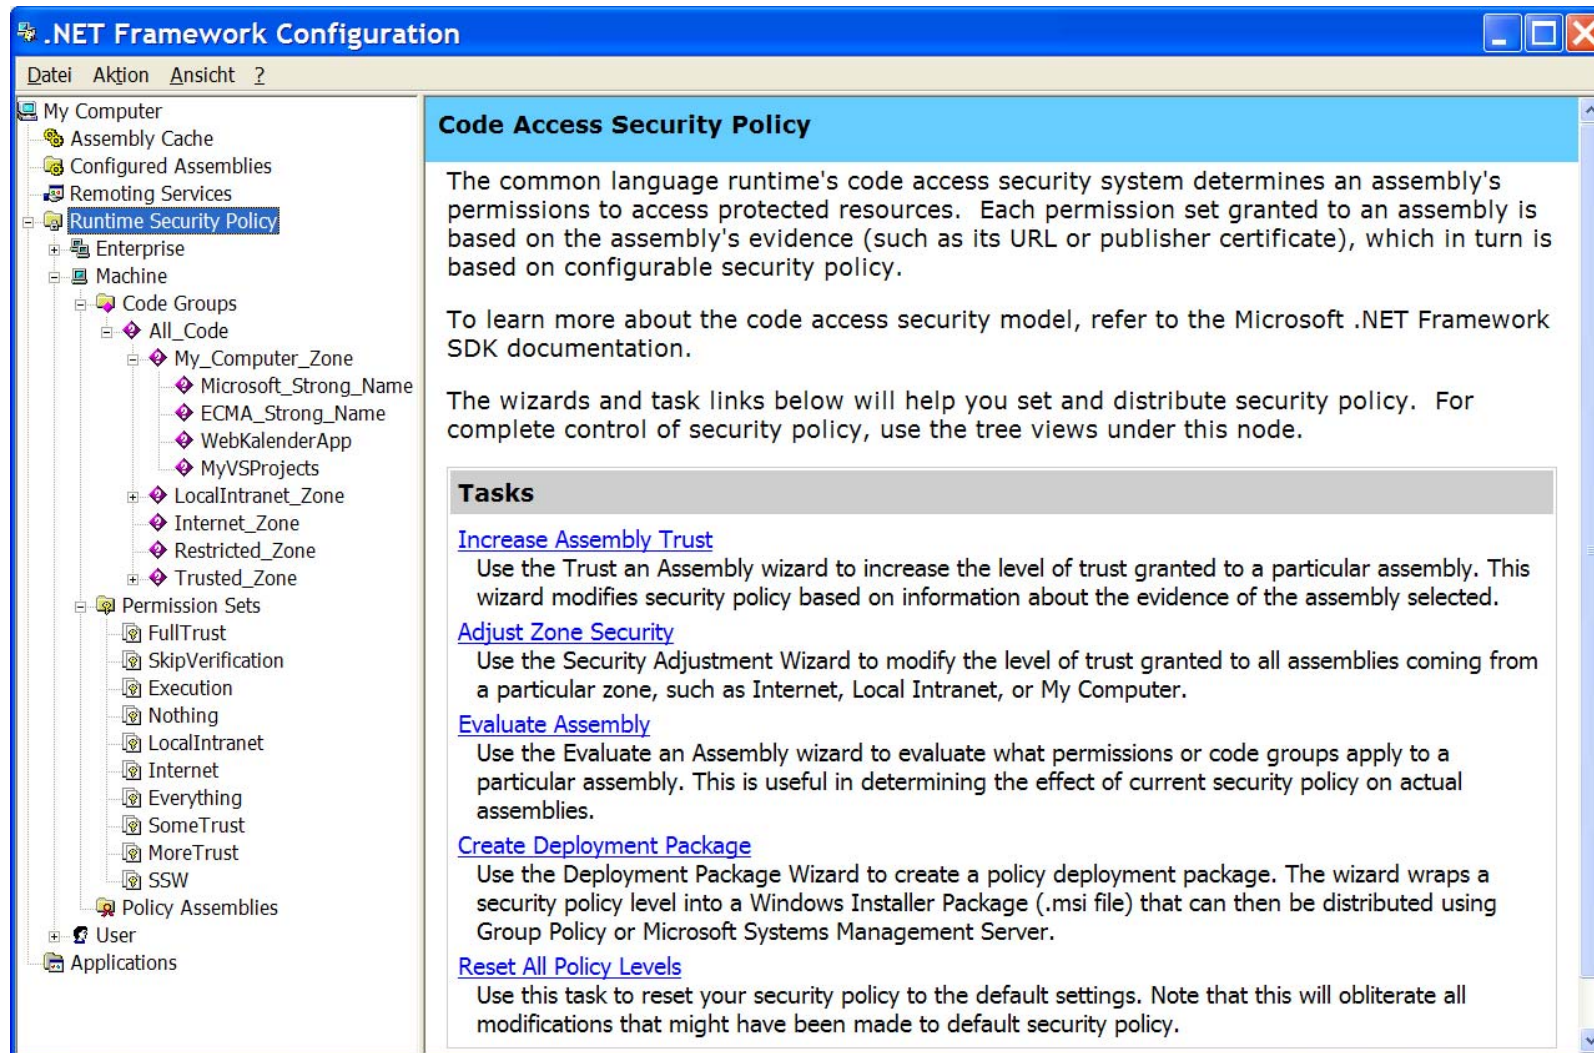 .NET Framework Configuration
Datei Aktion Ansicht ?
My Computer
Assembly Cache
Configured Assemblies
Remoting Services
Runtime Security Policy
Enterprise
Machine
Code Groups
All_Code
My_Computer_Zone
Microsoft_Strong_Name
ECMA_Strong_Name
WebKalenderApp
MyVSProjects
LocalIntranet_Zone
Internet_Zone
Restricted_Zone
Trusted_Zone
Permission Sets
FullTrust
SkipVerification
Execution
Nothing
LocalIntranet
Internet
Everything
SomeTrust
MoreTrust
SSW
Policy Assemblies
User
Applications
Code Access Security Policy
The common language runtime's code access security system determines an assembly's
permissions to access protected resources. Each permission set granted to an assembly is
based on the assembly's evidence (such as its URL or publisher certificate), which in turn is
based on configurable security policy.
To learn more about the code access security model, refer to the Microsoft .NET Framework
SDK documentation.
The wizards and task links below will help you set and distribute security policy. For
complete control of security policy, use the tree views under this node.
Tasks
Increase Assembly Trust
Use the Trust an Assembly wizard to increase the level of trust granted to a particular assembly. This
wizard modifies security policy based on information about the evidence of the assembly selected.
Adjust Zone Security
Use the Security Adjustment Wizard to modify the level of trust granted to all assemblies coming from
a particular zone, such as Internet, Local Intranet, or My Computer.
Evaluate Assembly
Use the Evaluate an Assembly wizard to evaluate what permissions or code groups apply to a
particular assembly. This is useful in determining the effect of current security policy on actual
assemblies.
Create Deployment Package
Use the Deployment Package Wizard to create a policy deployment package. The wizard wraps a
security policy level into a Windows Installer Package (.msi file) that can then be distributed using
Group Policy or Microsoft Systems Management Server.
Reset All Policy Levels
Use this task to reset your security policy to the default settings. Note that this will obliterate all
modifications that might have been made to default security policy.